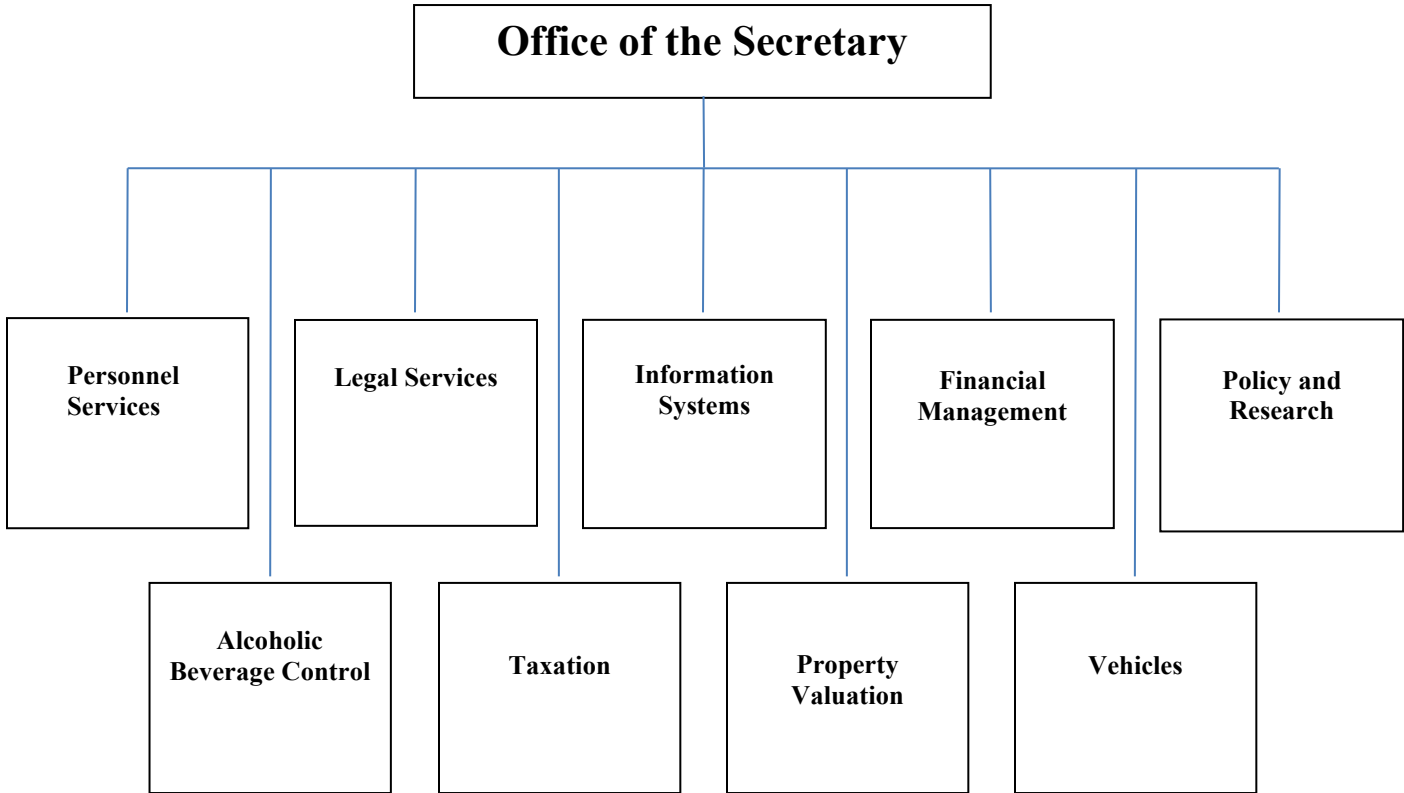 Office of the Secretary
Personnel
Services
Legal Services
Information
Systems
Financial
Management
Policy and
Research
Alcoholic
Beverage Control
Taxation
Property
Valuation
Vehicles